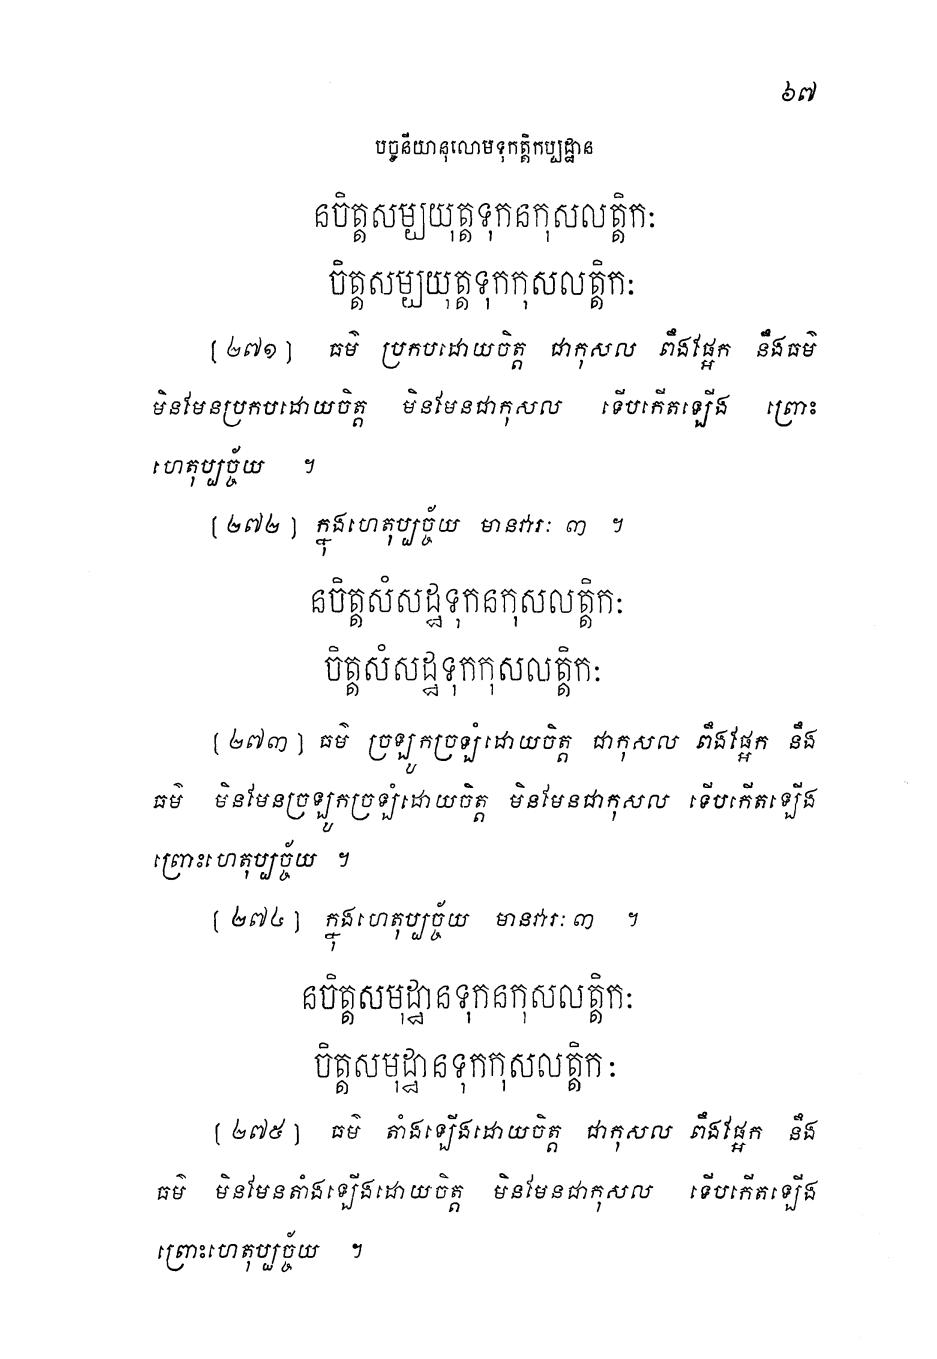 ៦៧
បច្ចនីយានុលោមទុកត្តិកប្បដ្ឋាន
នចិត្តសម្បយុត្តទុកនកុសលត្តិកៈ
ចិត្តសម្បយុត្តទុកកុសលត្តិកៈ
(២៧១) ធម៌ ប្រកបដោយចិត្ត ជាកុសល ពឹងផ្អែក នឹងធម៌
មិនមែនប្រកបដោយចិត្ត មិនមែនជាកុសល ទើបកើតឡើង ព្រោះ
ហេតុប្បច្ច័យ ។
(២៧២) ក្នុងហេតុប្បច្ច័យ មានវារៈ ៣ ។
នចិត្តសំសដ្ឋទុកនកុសលត្តិកៈ
ចិត្តសំសដ្ឋទុកកុសលត្តិកៈ
(២៧៣) ធម៌ ច្រឡូកច្រឡំដោយចិត្ត ជាកុសល ពឹងផ្អែក នឹង
ធម៌ មិនមែនច្រឡូកច្រឡំដោយចិត្ត មិនមែនជាកុសល ទើបកើតឡើង
ព្រោះហេតុប្បច្ច័យ ។
(២៧៤) ក្នុងហេតុប្បច្ច័យ មានវារៈ ៣ ។
នចិត្តសមុដ្ឋានទុកនកុសលត្តិកៈ
ចិត្តសមុដ្ឋានទុកកុសលត្តិកៈ
(២៧៥) ធម៌ តាំងឡើងដោយចិត្ត ជាកុសល ពឹងផ្អែក នឹង
ធម៌ មិនមែនតាំងឡើងដោយចិត្ត មិនមែនជាកុសល ទើបកើតឡើង
ព្រោះហេតុប្បច្ច័យ ។